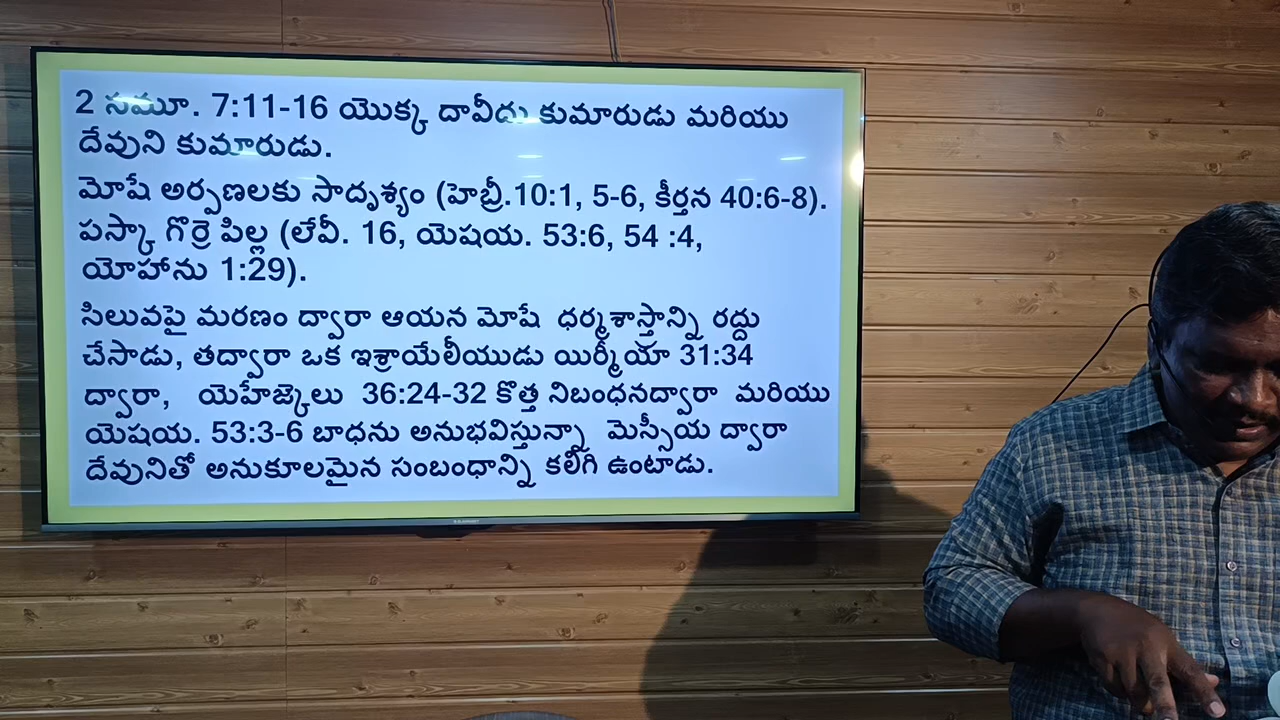 2 సమూ. 7:11-16 యొక్క దావీదు కుమారుడు మరియు
దేవుని కుమారుడు.
మోషే అర్పణలకు సాదృశ్యం (హెబ్రీ.10:1, 5-6, కీర్తన 40:6-8).
పస్కా గొర్రె పిల్ల (లేవీ. 16, యెషయ. 53:6, 54 :4,
యోహాను 1:29).
సిలువపై మరణం ద్వారా ఆయన మోషే ధర్మశాస్త్రాన్ని రద్దు
చేసాడు, తద్వారా ఒక ఇశ్రాయేలీయుడు యిర్మీయా 31:34
ద్వారా, యెహేజ్కెలు 36:24-32 కొత్త నిబంధనద్వారా మరియు
యెషయ. 53:3-6 బాధను అనుభవిస్తున్నా మెస్సీయ ద్వారా
దేవునితో అనుకూలమైన సంబంధాన్ని కలిగి ఉంటాడు.